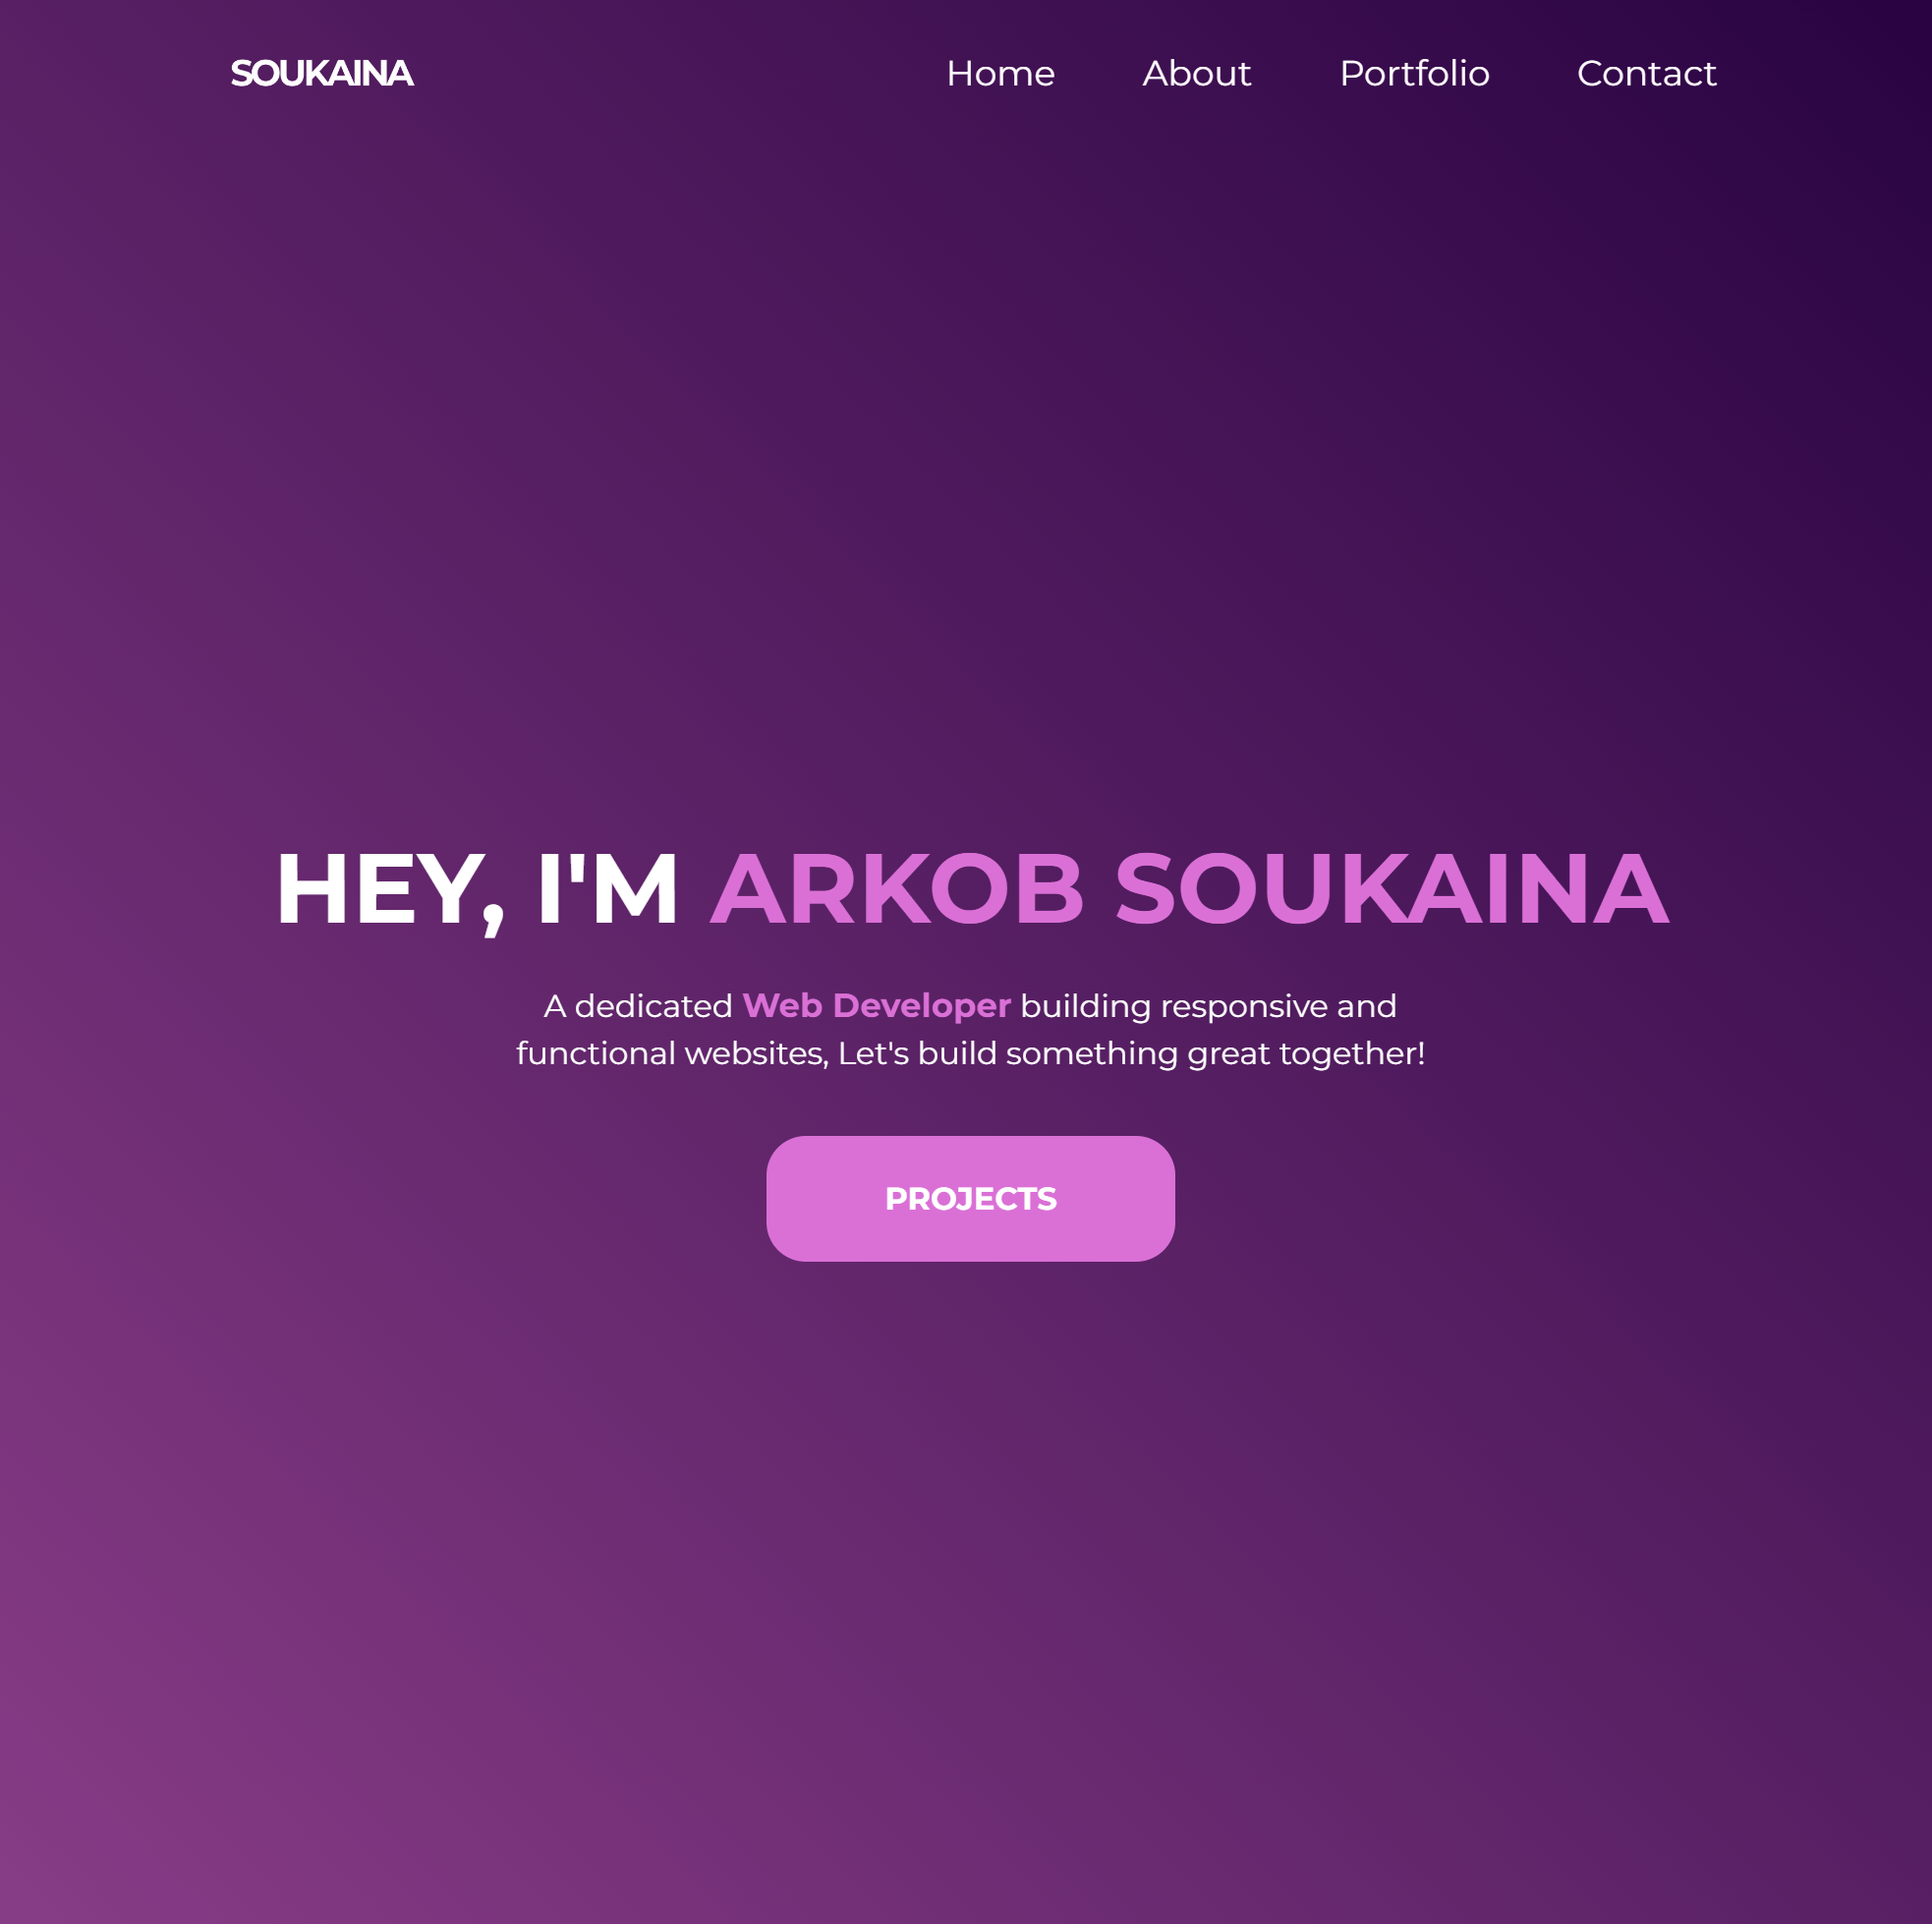 SOUKAINA
Home About Portfolio Contact
HEY, I'M ARKOB SOUKAINA
A dedicated Web Developer building responsive and
functional websites, Let's build something great together!
PROJECTS